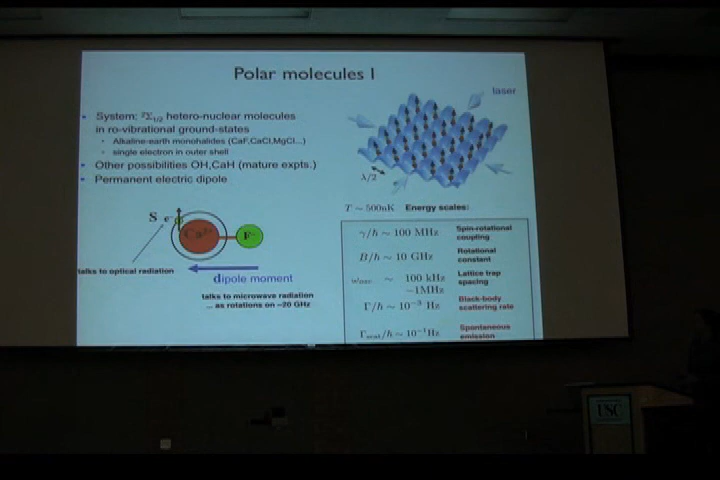 Polar molecules I
laser
• System: ²Σ₁/₂ hetero-nuclear molecules
in ro-vibrational ground-states
• Alkaline-earth monohalides (CaF,CaCl,MgCl...)
• single electron in outer shell
• Other possibilities OH,CaH (mature expts.)
• Permanent electric dipole
λ/2
T ~ 500nK Energy scales:
S e⁻
F⁻
talks to optical radiation
dipole moment
talks to microwave radiation
... as rotations on ~20 GHz
γ/ħ ~ 100 MHz Spin-rotational
coupling
B/ħ ~ 10 GHz Rotational
constant
~ 100 kHz Lattice trap
~1MHz spacing
Γ/ħ ~ 10⁻³ Hz Black-body
scattering rate
Γscat/ħ ~ 10⁻¹Hz Spontaneous
emission
USC